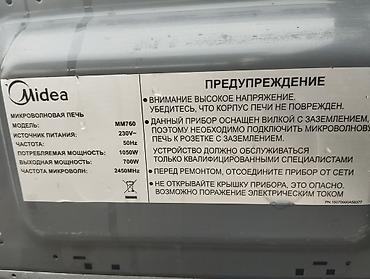 Midea
МИКРОВОЛНОВАЯ ПЕЧЬ
МОДЕЛЬ: MM760
ИСТОЧНИК ПИТАНИЯ: 230V~
ЧАСТОТА: 50Hz
ПОТРЕБЛЯЕМАЯ МОЩНОСТЬ: 1050W
ВЫХОДНАЯ МОЩНОСТЬ: 700W
ЧАСТОТА МИКРОВОЛН: 2450MHz
ПРЕДУПРЕЖДЕНИЕ
• ВНИМАНИЕ ВЫСОКОЕ НАПРЯЖЕНИЕ.
УБЕДИТЕСЬ, ЧТО КОРПУС ПЕЧИ НЕ ПОВРЕЖДЕН.
• ДАННЫЙ ПРИБОР ОСНАЩЕН ВИЛКОЙ С ЗАЗЕМЛЕНИЕМ,
ПОЭТОМУ НЕОБХОДИМО ПОДКЛЮЧИТЬ МИКРОВОЛНОВУ
ПЕЧЬ К РОЗЕТКЕ С ЗАЗЕМЛЕНИЕМ.
УСТРОЙСТВО ДОЛЖНО ОБСЛУЖИВАТЬСЯ
ТОЛЬКО КВАЛИФИЦИРОВАННЫМИ СПЕЦИАЛИСТАМИ
• ПЕРЕД РЕМОНТОМ, ОТСОЕДИНИТЕ ПРИБОР ОТ СЕТИ
• НЕ ОТКРЫВАЙТЕ КРЫШКУ ПРИБОРА, ЭТО ОПАСНО.
ВОЗМОЖНО ПОРАЖЕНИЕ ЭЛЕКТРИЧЕСКИМ ТОКОМ